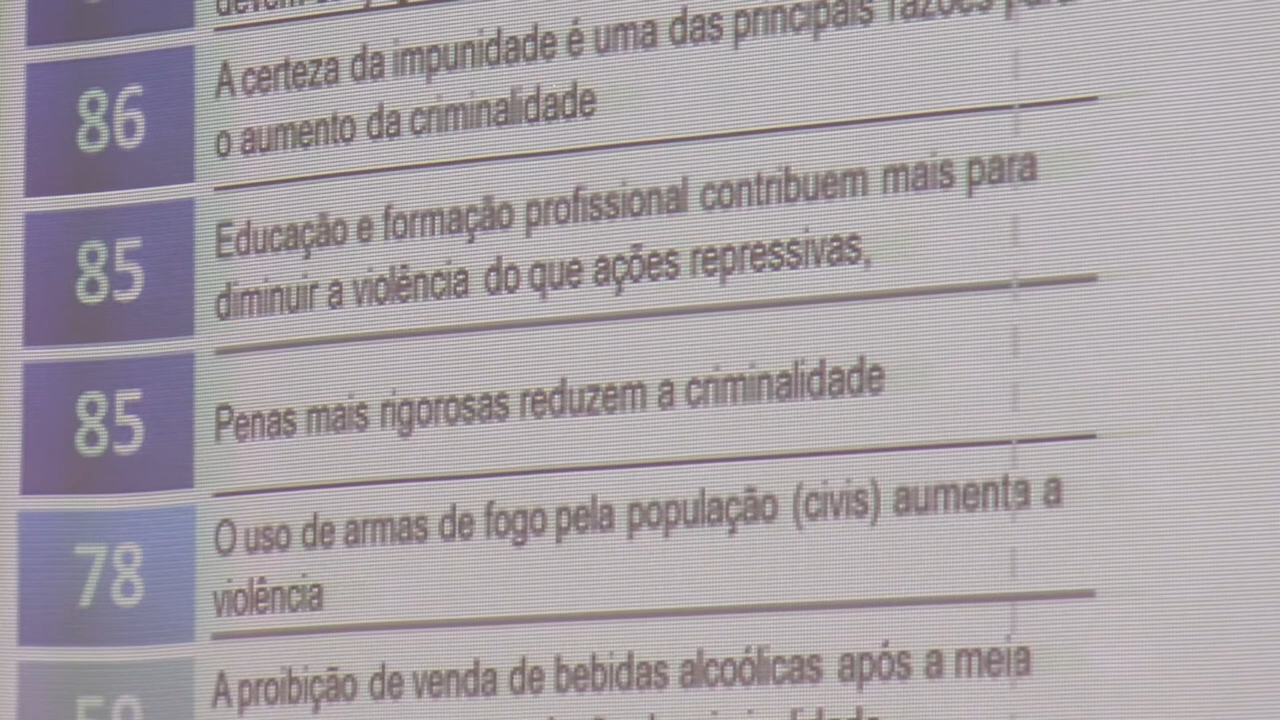 86
A certeza da impunidade é uma das principais razões para
o aumento da criminalidade
85
Educação e formação profissional contribuem mais para
diminuir a violência do que ações repressivas,
85
Penas mais rigorosas reduzem a criminalidade
78
O uso de armas de fogo pela população (civis) aumenta a
violência
A proibição de venda de bebidas alcoólicas após a meia